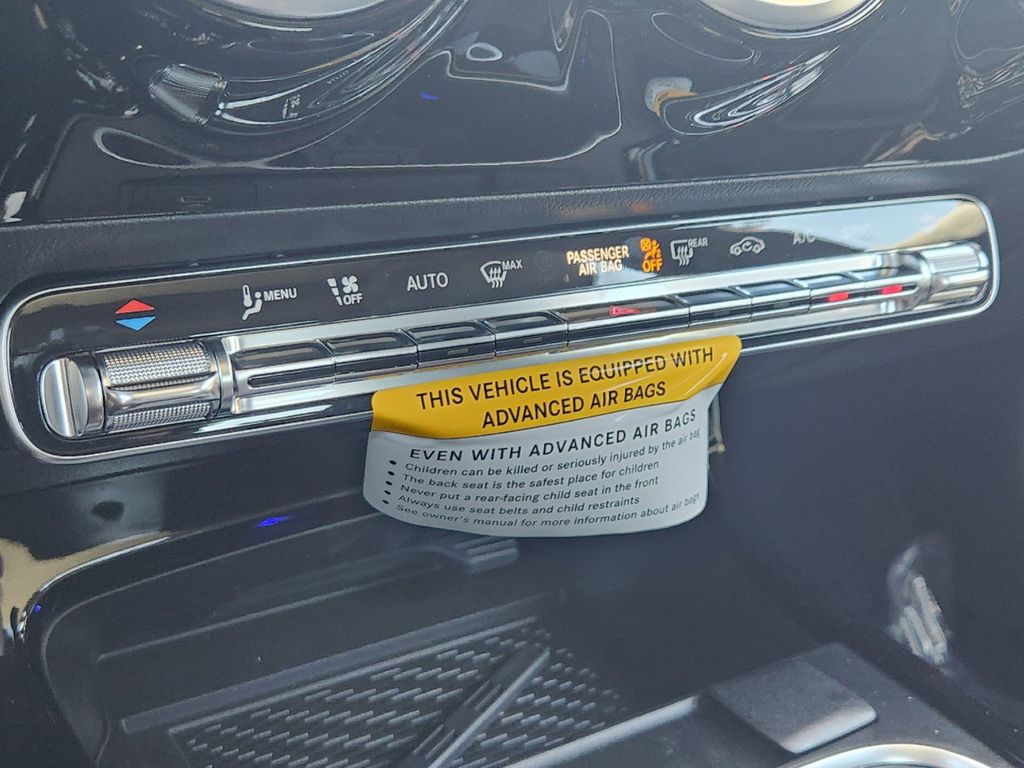 MENU
OFF
AUTO
MAX
PASSENGER
AIR BAG
OFF
REAR
A/C
THIS VEHICLE IS EQUIPPED WITH
ADVANCED AIR BAGS
EVEN WITH ADVANCED AIR BAGS
• Children can be killed or seriously injured by the air bag
• The back seat is the safest place for children
• Never put a rear-facing child seat in the front
• Always use seat belts and child restraints
• See owner's manual for more information about air bags